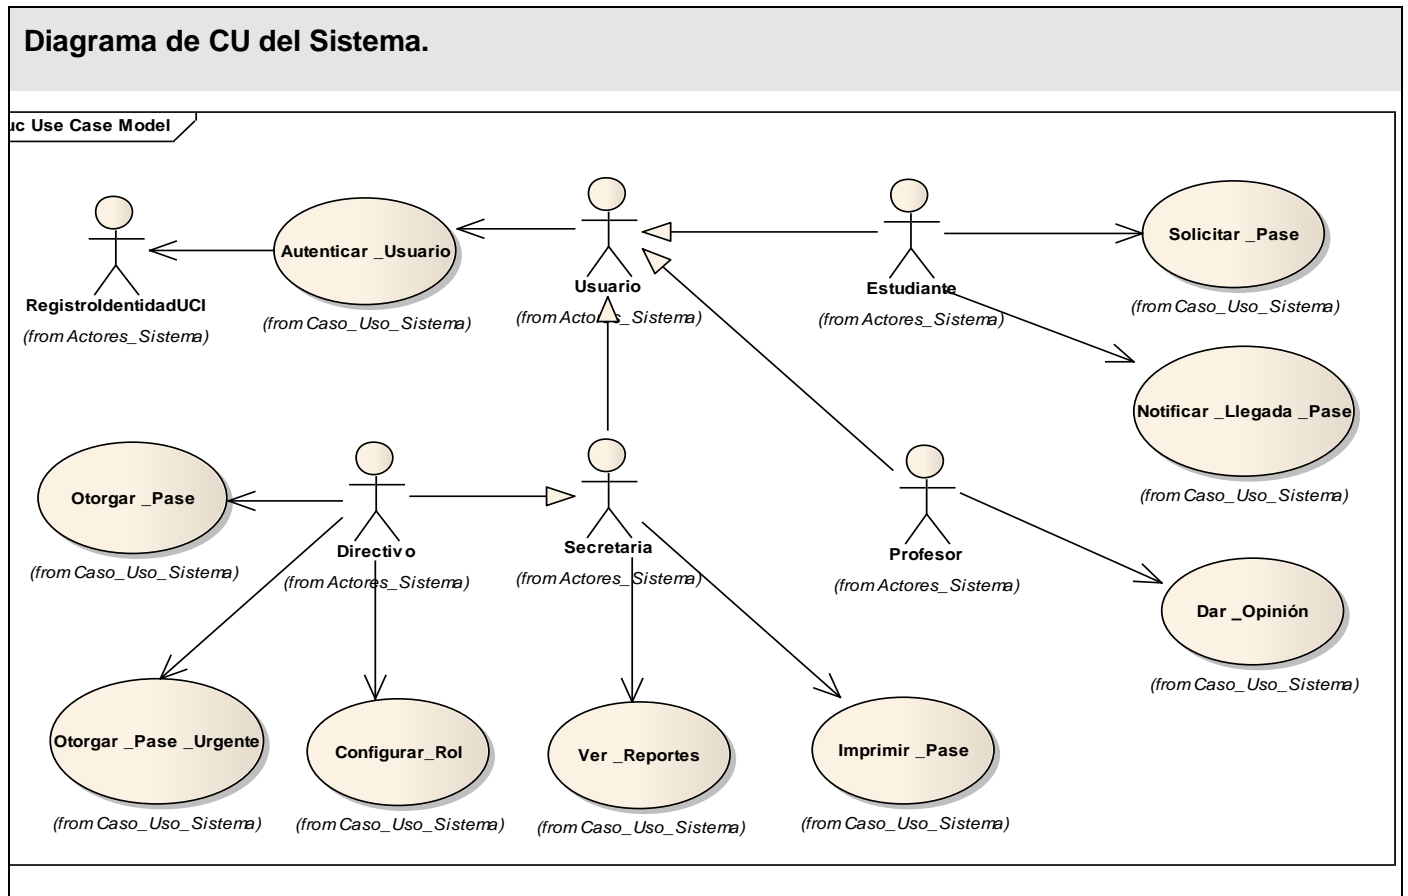 Diagrama de CU del Sistema.
uc Use Case Model
RegistroIdentidadUCI
(from Actores_Sistema)
Autenticar _Usuario
(from Caso_Uso_Sistema)
Usuario
(from Actores_Sistema)
Estudiante
(from Actores_Sistema)
Solicitar _Pase
(from Caso_Uso_Sistema)
Notificar _Llegada _Pase
(from Caso_Uso_Sistema)
Otorgar _Pase
(from Caso_Uso_Sistema)
Directivo
(from Actores_Sistema)
Secretaria
(from Actores_Sistema)
Profesor
(from Actores_Sistema)
Dar _Opinión
(from Caso_Uso_Sistema)
Otorgar _Pase _Urgente
(from Caso_Uso_Sistema)
Configurar_Rol
(from Caso_Uso_Sistema)
Ver _Reportes
(from Caso_Uso_Sistema)
Imprimir _Pase
(from Caso_Uso_Sistema)